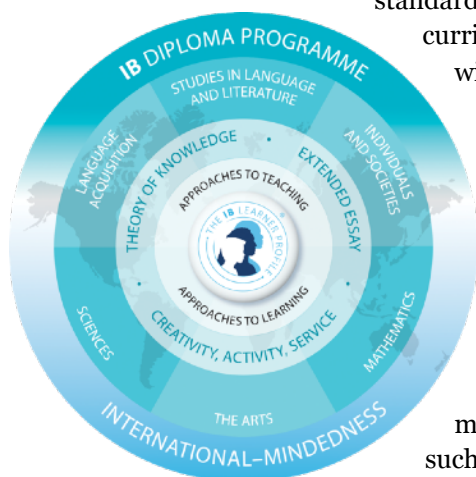 standard
curri
IB DIPLOMA PROGRAMME
STUDIES IN LANGUAGE
AND LITERATURE
LANGUAGE
ACQUISITION
INDIVIDUALS
AND SOCIETIES
THEORY OF KNOWLEDGE •
EXTENDED ESSAY •
APPROACHES TO TEACHING
THE IB LEARNER PROFILE
APPROACHES TO LEARNING
CREATIVITY, ACTIVITY, SERVICE •
SCIENCES
MATHEMATICS
THE ARTS
INTERNATIONAL-MINDEDNESS
m
such